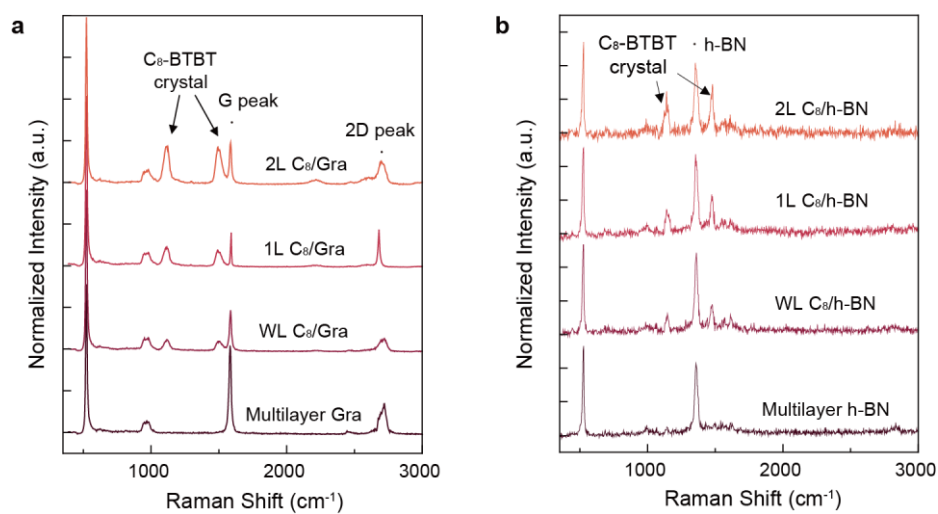 a
Normalized Intensity (a.u.)
C₈-BTBT
crystal
G peak
2D peak
2L C₈/Gra
1L C₈/Gra
WL C₈/Gra
Multilayer Gra
1000 2000 3000
Raman Shift (cm⁻¹)
b
Normalized Intensity (a.u.)
C₈-BTBT
crystal
h-BN
2L C₈/h-BN
1L C₈/h-BN
WL C₈/h-BN
Multilayer h-BN
1000 2000 3000
Raman Shift (cm⁻¹)